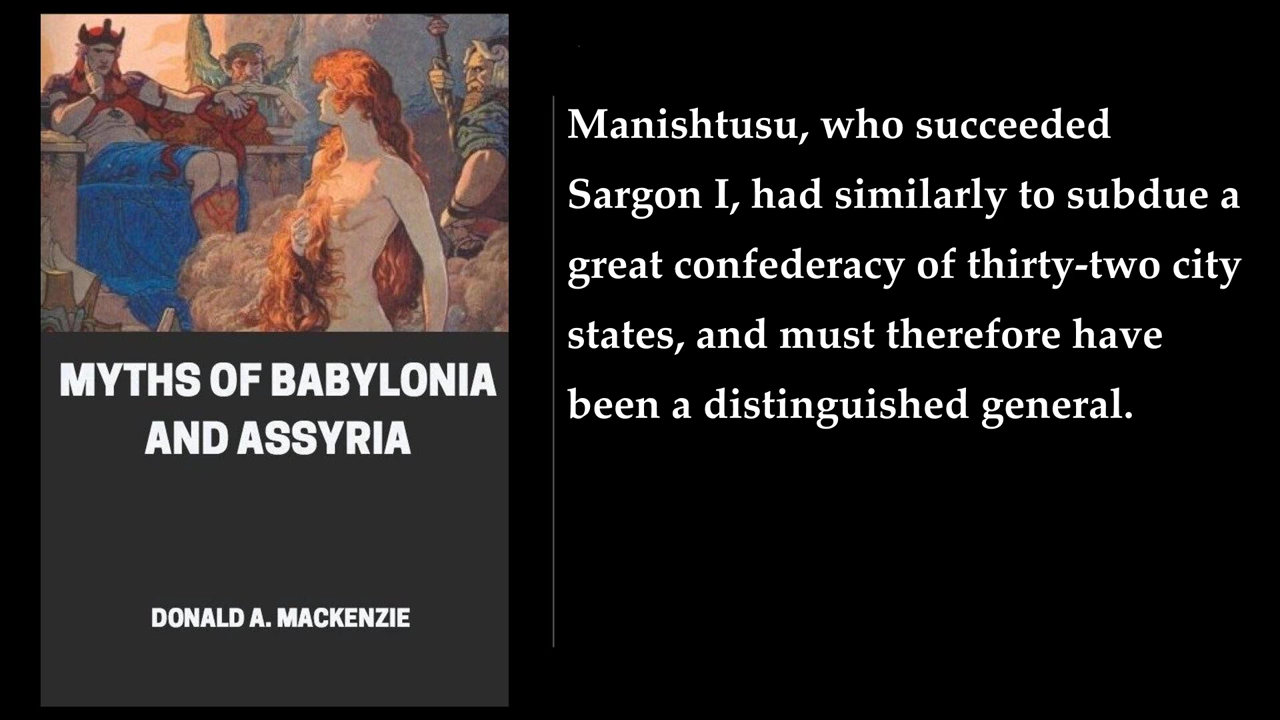 MYTHS OF BABYLONIA
AND ASSYRIA
DONALD A. MACKENZIE
Manishtusu, who succeeded
Sargon I, had similarly to subdue a
great confederacy of thirty-two city
states, and must therefore have
been a distinguished general.